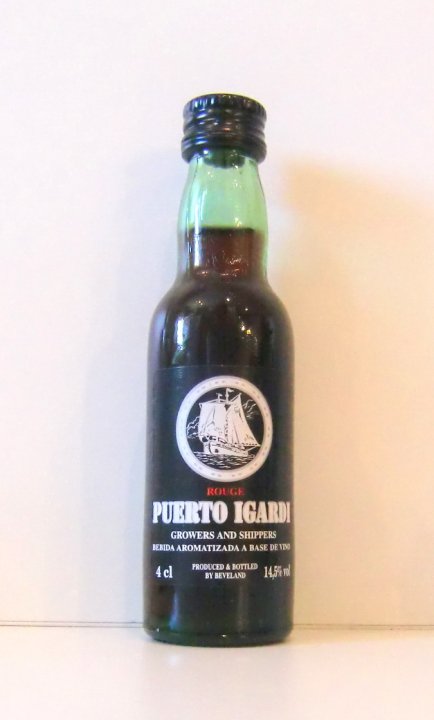 ROUGE
PUERTO IGARDI
GROWERS AND SHIPPERS
BEBIDA AROMATIZADA A BASE DE VINO
4 cl
PRODUCED & BOTTLED
BY BEVELAND
14,5% vol